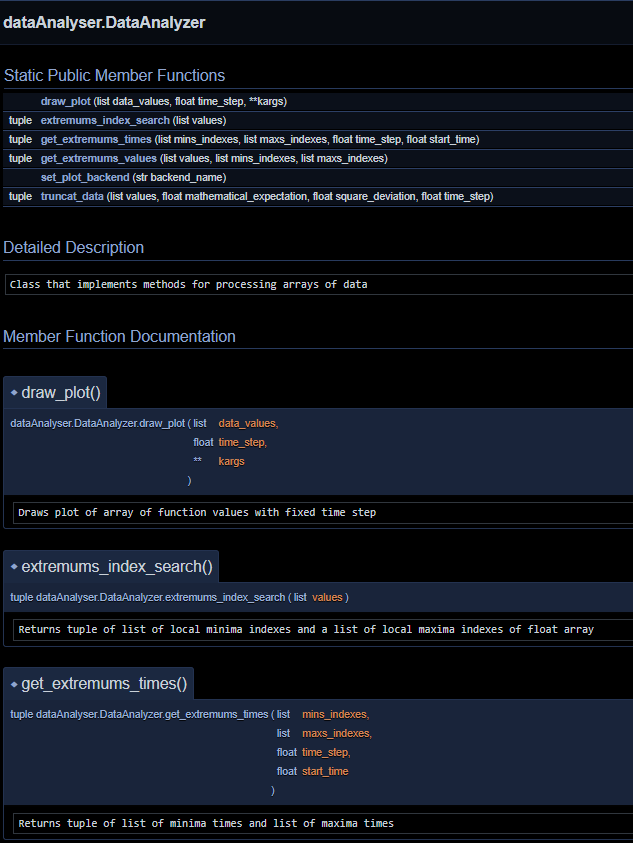 dataAnalyser.DataAnalyzer
Static Public Member Functions
draw_plot (list data_values, float time_step, **kargs)
tuple extremums_index_search (list values)
tuple get_extremums_times (list mins_indexes, list maxs_indexes, float time_step, float start_time)
tuple get_extremums_values (list values, list mins_indexes, list maxs_indexes)
set_plot_backend (str backend_name)
tuple truncat_data (list values, float mathematical_expectation, float square_deviation, float time_step)
Detailed Description
Class that implements methods for processing arrays of data
Member Function Documentation
◆ draw_plot()
dataAnalyser.DataAnalyzer.draw_plot ( list data_values,
float time_step,
** kargs
)
Draws plot of array of function values with fixed time step
◆ extremums_index_search()
tuple dataAnalyser.DataAnalyzer.extremums_index_search ( list values )
Returns tuple of list of local minima indexes and a list of local maxima indexes of float array
◆ get_extremums_times()
tuple dataAnalyser.DataAnalyzer.get_extremums_times ( list mins_indexes,
list maxs_indexes,
float time_step,
float start_time
)
Returns tuple of list of minima times and list of maxima times